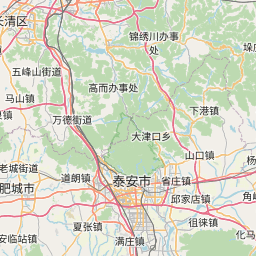 长清区
锦绣川办事
处
垛
五峰山街道
高而办事处
马山镇
下港镇
万德街道
大津口乡
山口镇
杨
老城街道
道朗镇
泰安市
省庄镇
肥城市
邱家店镇
角
夏张镇
徂徕镇
安临站镇
满庄镇
化马